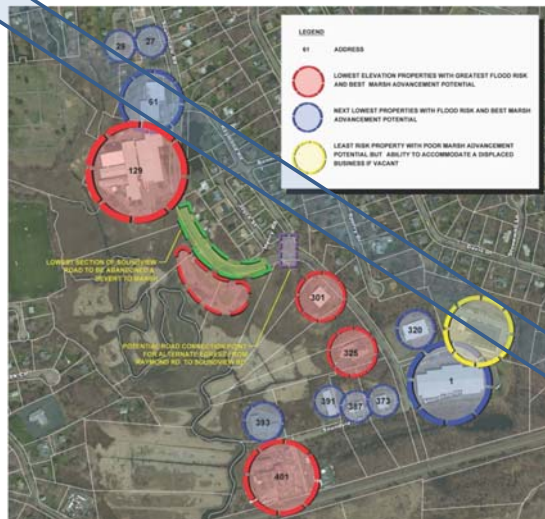 LEGEND
61 ADDRESS
LOWEST ELEVATION PROPERTIES WITH GREATEST FLOOD RISK
AND BEST MARSH ADVANCEMENT
POTENTIAL
NEXT LOWEST PROPERTIES WITH FLOOD RISK AND BEST MARSH
ADVANCEMENT POTENTIAL
LEAST RISK PROPERTY WITH POOR MARSH ADVANCEMENT
POTENTIAL BUT ABILITY TO ACCOMMODATE A DISPLACED
BUSINESS IF VACANT
29
27
61
129
LOWEST SECTION OF SOUNDVIEW
ROAD TO BE ABANDONED &
REVERT TO MARSH
301
POTENTIAL ROAD CONNECTION POINT
FOR ALTERNATE EGRESS FROM
RAYMOND RD. TO SOUNDVIEW RD.
325
320
1
391
387
373
393
401